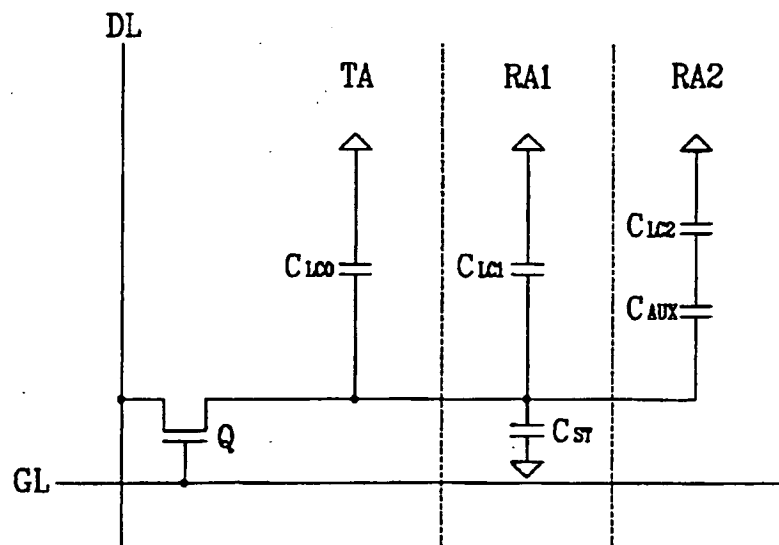 DL
TA RA1 RA2
CLC2
CLC0 CLC1
CAUX
Q CST
GL